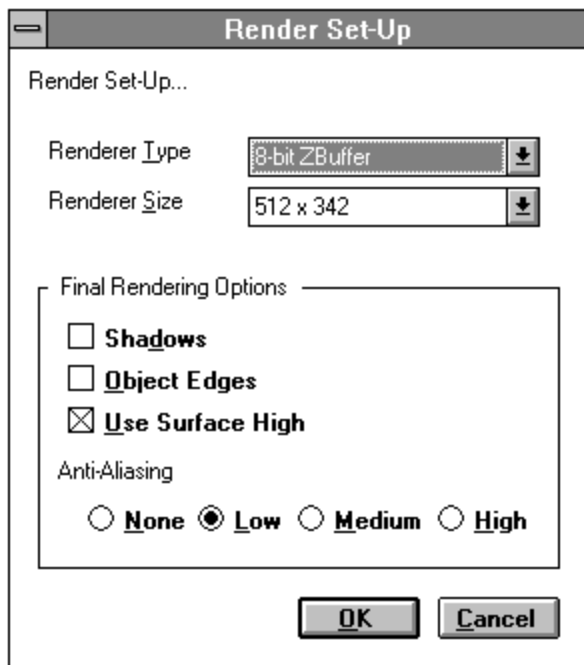 Render Set-Up
Render Set-Up...
Renderer Type 8-bit ZBuffer
Renderer Size 512 x 342
Final Rendering Options
Shadows
Object Edges
Use Surface High
Anti-Aliasing
None Low Medium High
OK Cancel